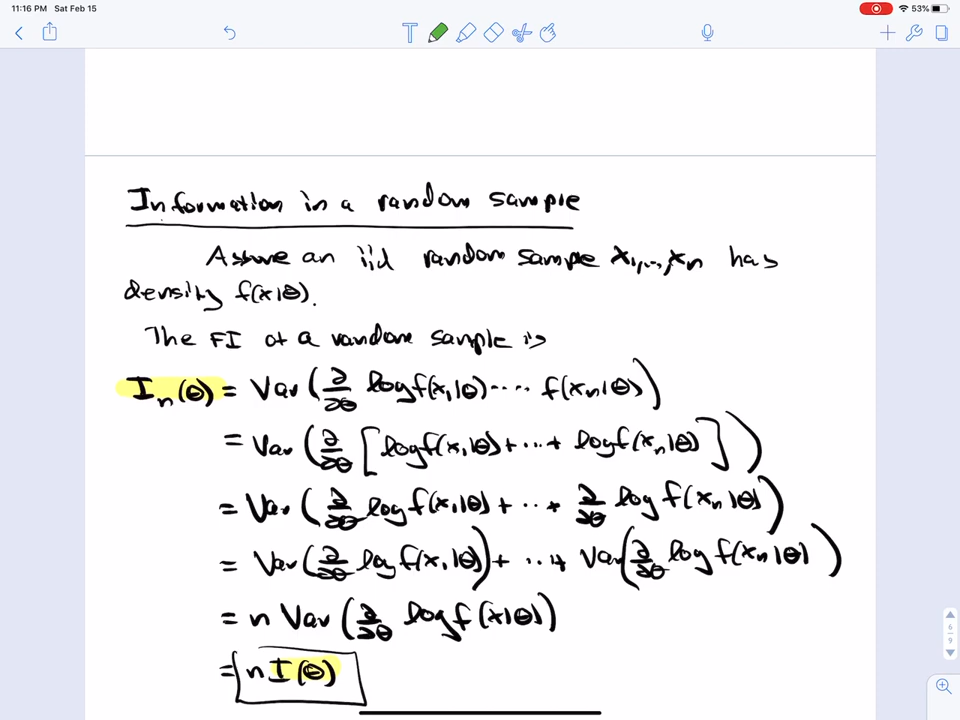 11:16 PM Sat Feb 15
53%
Information in a random sample
Assume an iid random sample x₁,...,xₙ has
density f(x|θ).
The FI of a random sample is
Iₙ(θ) = Var(∂/∂θ log f(x₁|θ)····· f(xₙ|θ))
= Var(∂/∂θ [log f(x₁|θ)+···+ log f(xₙ|θ)])
= Var(∂/∂θ log f(x₁|θ) + ··+ ∂/∂θ log f(xₙ|θ))
= Var(∂/∂θ log f(x₁|θ)) + ··+ Var(∂/∂θ log f(xₙ|θ))
= n Var(∂/∂θ log f(x|θ))
= n I(θ)
6
9